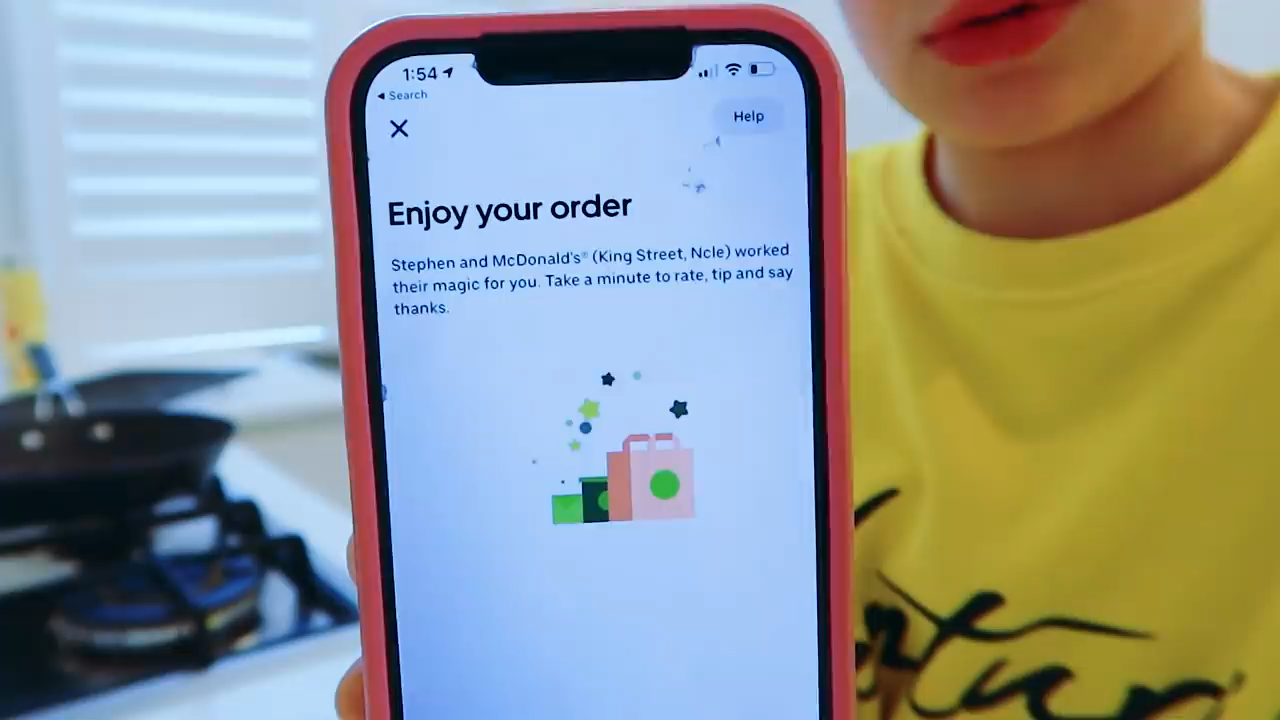 1:54
Search
Help
Enjoy your order
Stephen and McDonald's® (King Street, Ncle) worked
their magic for you. Take a minute to rate, tip and say
thanks.